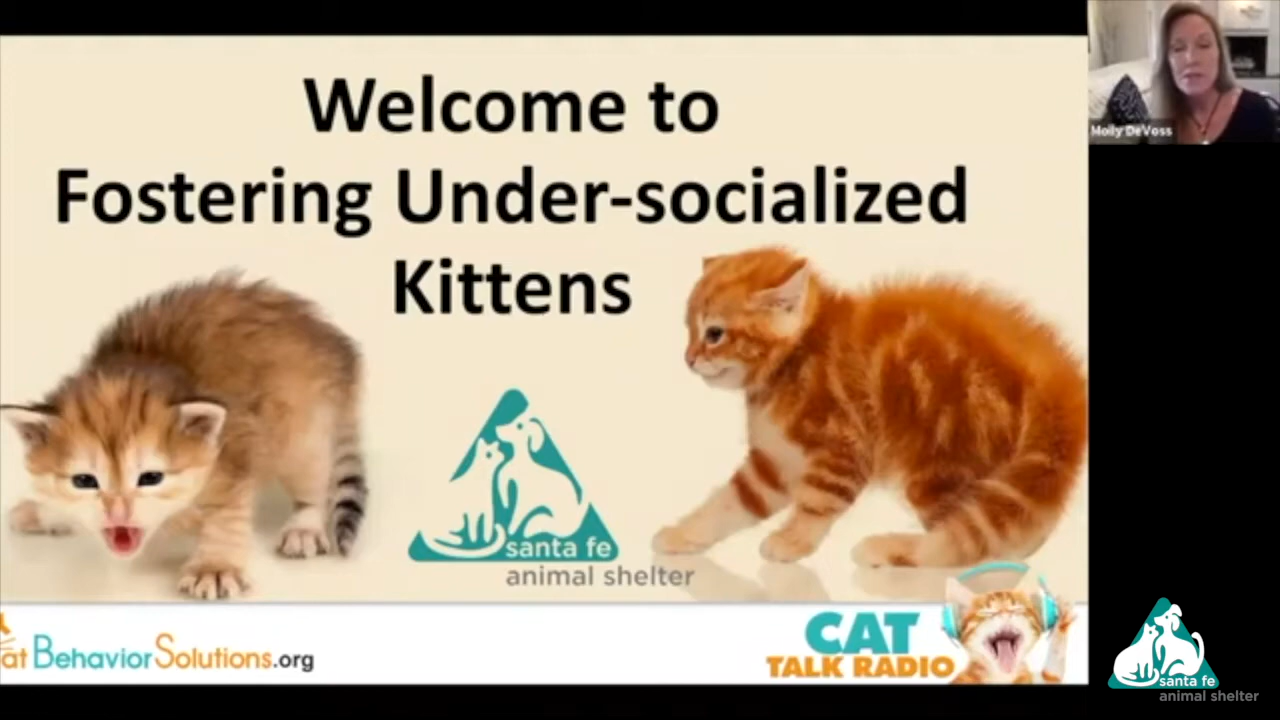 Welcome to
Fostering Under-socialized
Kittens
santa fe
animal shelter
at BehaviorSolutions.org
CAT
TALK RADIO
Molly DeVoss
santa fe
animal shelter